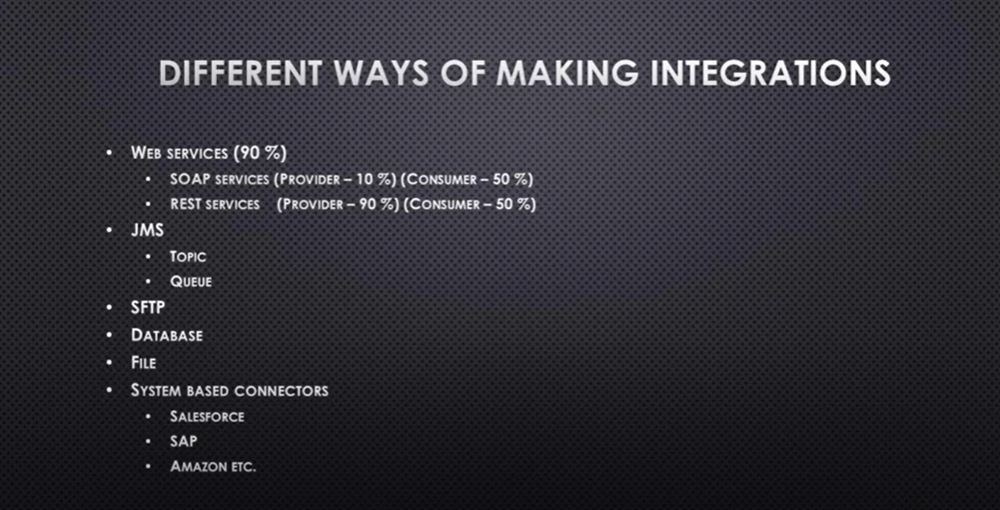 DIFFERENT WAYS OF MAKING INTEGRATIONS
• WEB SERVICES (90 %)
• SOAP SERVICES (PROVIDER – 10 %) (CONSUMER – 50 %)
• REST SERVICES (PROVIDER – 90 %) (CONSUMER – 50 %)
• JMS
• TOPIC
• QUEUE
• SFTP
• DATABASE
• FILE
• SYSTEM BASED CONNECTORS
• SALESFORCE
• SAP
• AMAZON ETC.